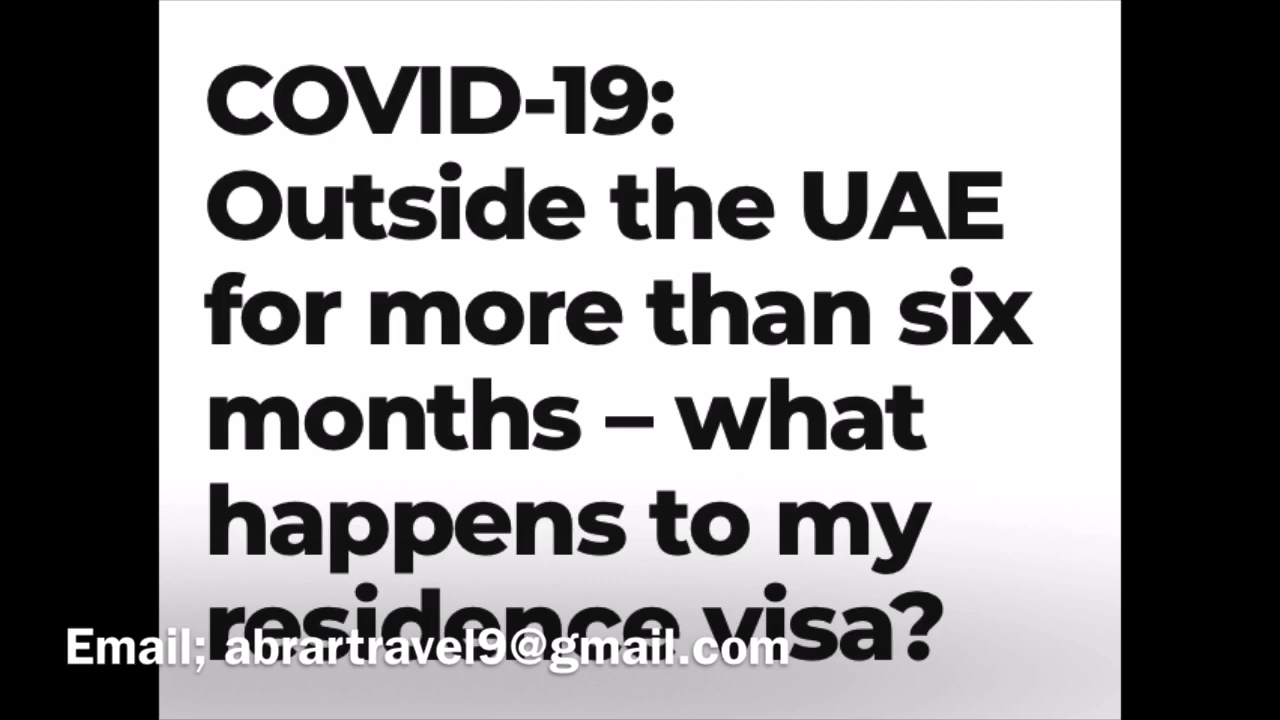 COVID-19:
Outside the UAE
for more than six
months – what
happens to my
residence visa?
Email; abrartravel9@gmail.com